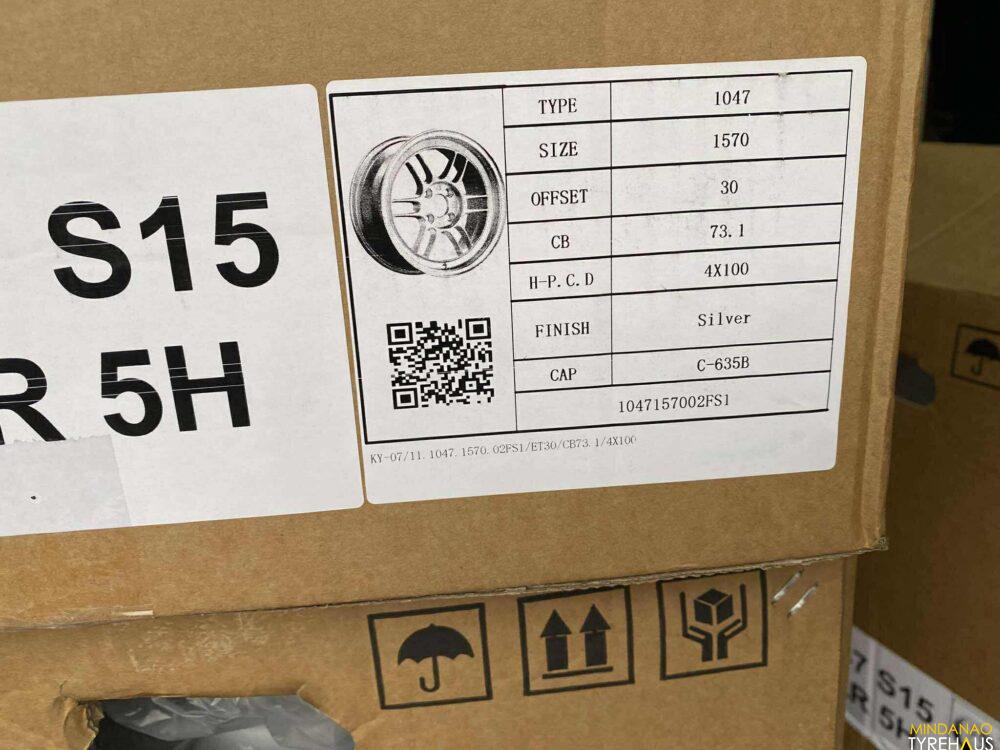 S15
R 5H
TYPE 1047
SIZE 1570
OFFSET 30
CB 73.1
H-P.C.D 4X100
FINISH Silver
CAP C-635B
1047157002FS1
KY-07/11.1047.1570.02FS1/ET30/CB73.1/4X100
7 S15
R 5H
MINDANAO
TYREHAUS